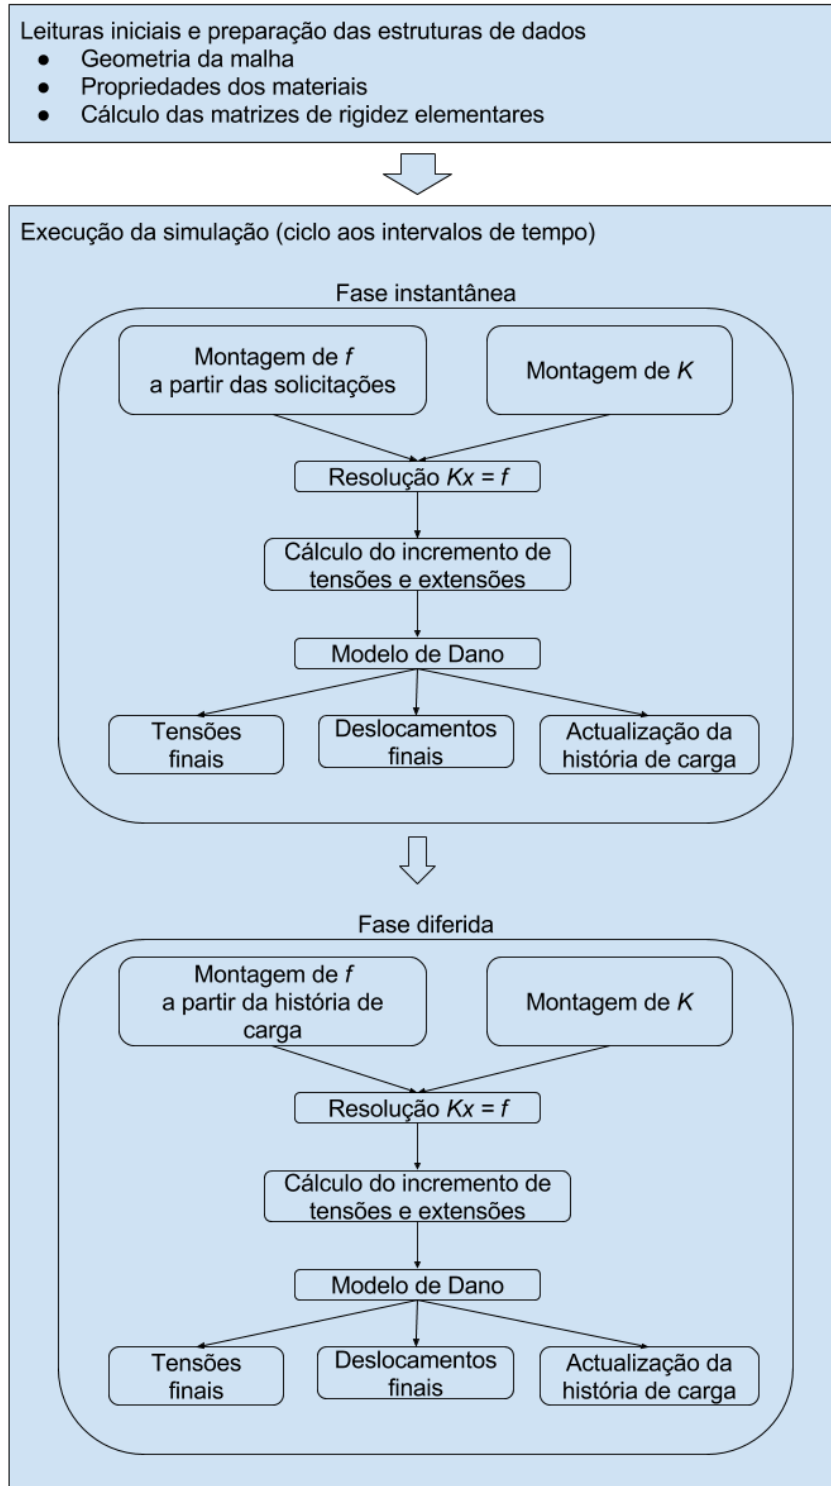 Leituras iniciais e preparação das estruturas de dados
● Geometria da malha
● Propriedades dos materiais
● Cálculo das matrizes de rigidez elementares
Execução da simulação (ciclo aos intervalos de tempo)
Fase instantânea
Montagem de f
a partir das solicitações
Montagem de K
Resolução Kx = f
Cálculo do incremento de
tensões e extensões
Modelo de Dano
Tensões
finais
Deslocamentos
finais
Actualização da
história de carga
Fase diferida
Montagem de f
a partir da história de
carga
Montagem de K
Resolução Kx = f
Cálculo do incremento de
tensões e extensões
Modelo de Dano
Tensões
finais
Deslocamentos
finais
Actualização da
história de carga